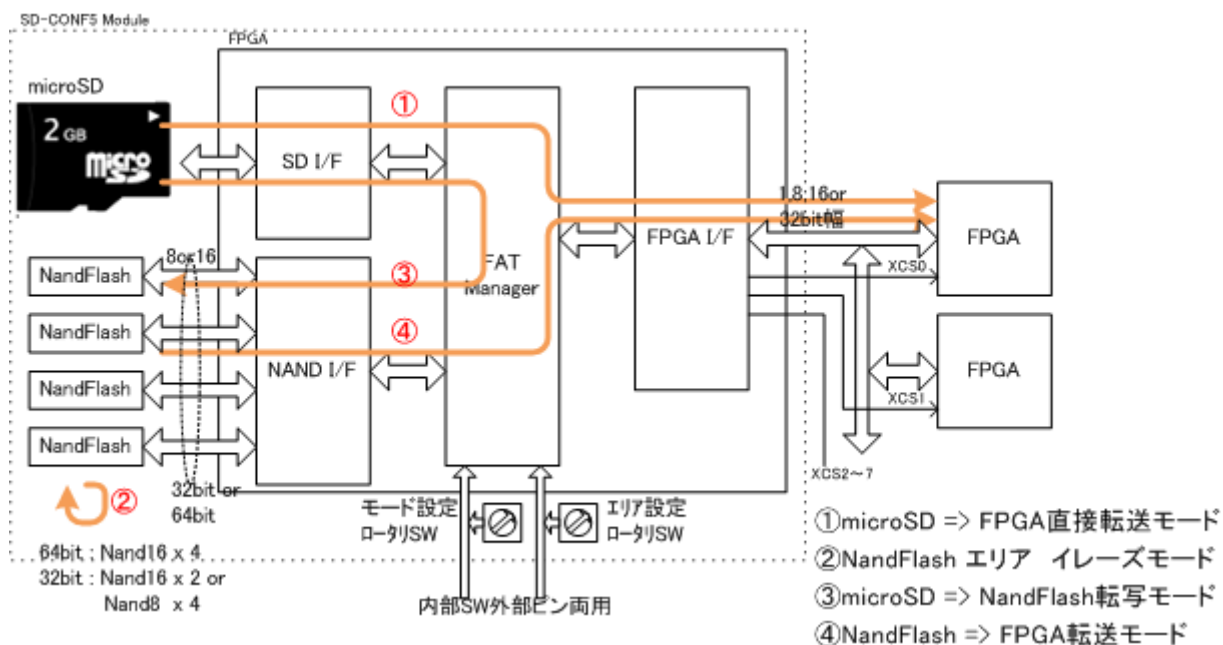 SD-CONF5 Module
FPGA
microSD
2 GB
micro
SD
①
SD I/F
1,8,16or
32bit幅
FPGA I/F
FPGA
8or16
NandFlash
③
FAT
Manager
XCS0
NandFlash
④
NAND I/F
FPGA
NandFlash
XCS1
NandFlash
XCS2～7
②
32bit or
64bit
モード設定
ロータリSW
エリア設定
ロータリSW
64bit : Nand16 x 4
32bit : Nand16 x 2 or
Nand8 x 4
内部SW外部ピン両用
①microSD => FPGA直接転送モード
②NandFlash エリア イレーズモード
③microSD => NandFlash転写モード
④NandFlash => FPGA転送モード